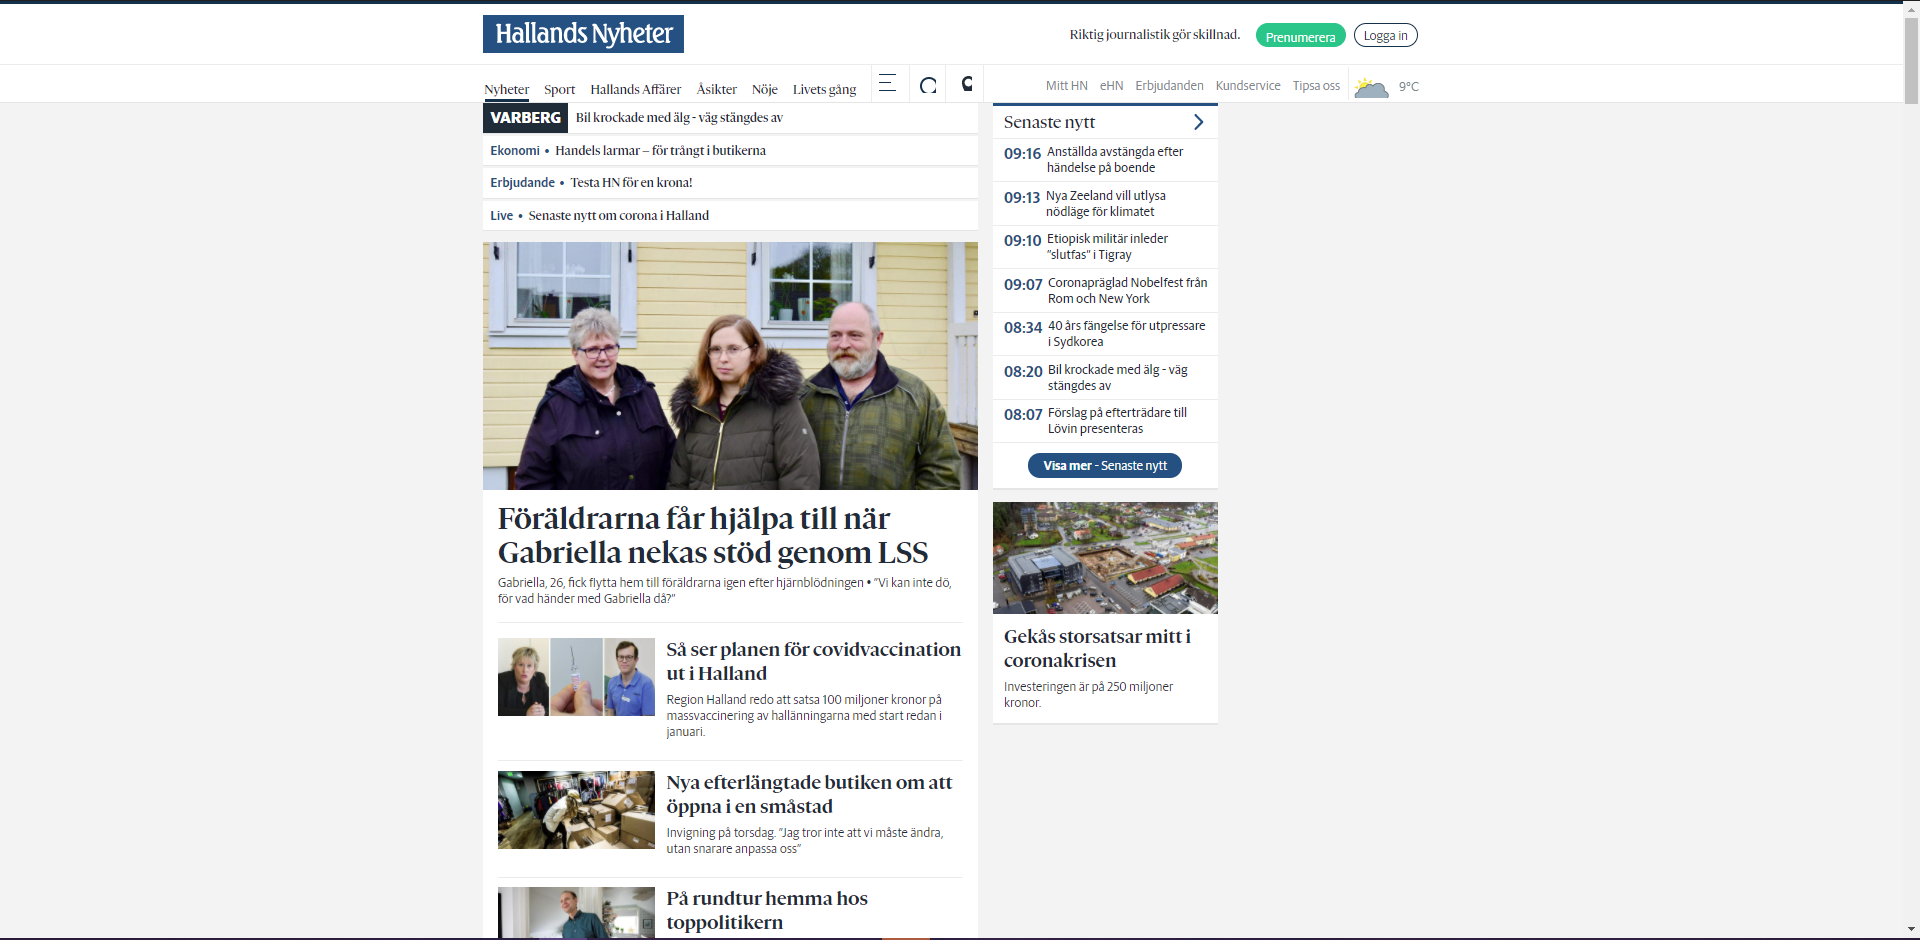 Hallands Nyheter
Riktig journalistik gör skillnad.
Prenumerera
Logga in
Nyheter
Sport
Hallands Affärer
Åsikter
Nöje
Livets gång
Mitt HN
eHN
Erbjudanden
Kundservice
Tipsa oss
9°C
VARBERG Bil krockade med älg - väg stängdes av
Ekonomi • Handels larmar – för trångt i butikerna
Erbjudande • Testa HN för en krona!
Live • Senaste nytt om corona i Halland
Föräldrarna får hjälpa till när
Gabriella nekas stöd genom LSS
Gabriella, 26, fick flytta hem till föräldrarna igen efter hjärnblödningen • ”Vi kan inte dö,
för vad händer med Gabriella då?”
Så ser planen för covidvaccination
ut i Halland
Region Halland redo att satsa 100 miljoner kronor på
massvaccinering av hallänningarna med start redan i
januari.
Nya efterlängtade butiken om att
öppna i en småstad
Invigning på torsdag. ”Jag tror inte att vi måste ändra,
utan snarare anpassa oss”
På rundtur hemma hos
toppolitikern
Senaste nytt
09:16 Anställda avstängda efter
händelse på boende
09:13 Nya Zeeland vill utlysa
nödläge för klimatet
09:10 Etiopisk militär inleder
”slutfas” i Tigray
09:07 Coronapräglad Nobelfest från
Rom och New York
08:34 40 års fängelse för utpressare
i Sydkorea
08:20 Bil krockade med älg - väg
stängdes av
08:07 Förslag på efterträdare till
Lövin presenteras
Visa mer - Senaste nytt
Gekås storsatsar mitt i
coronakrisen
Investeringen är på 250 miljoner
kronor.